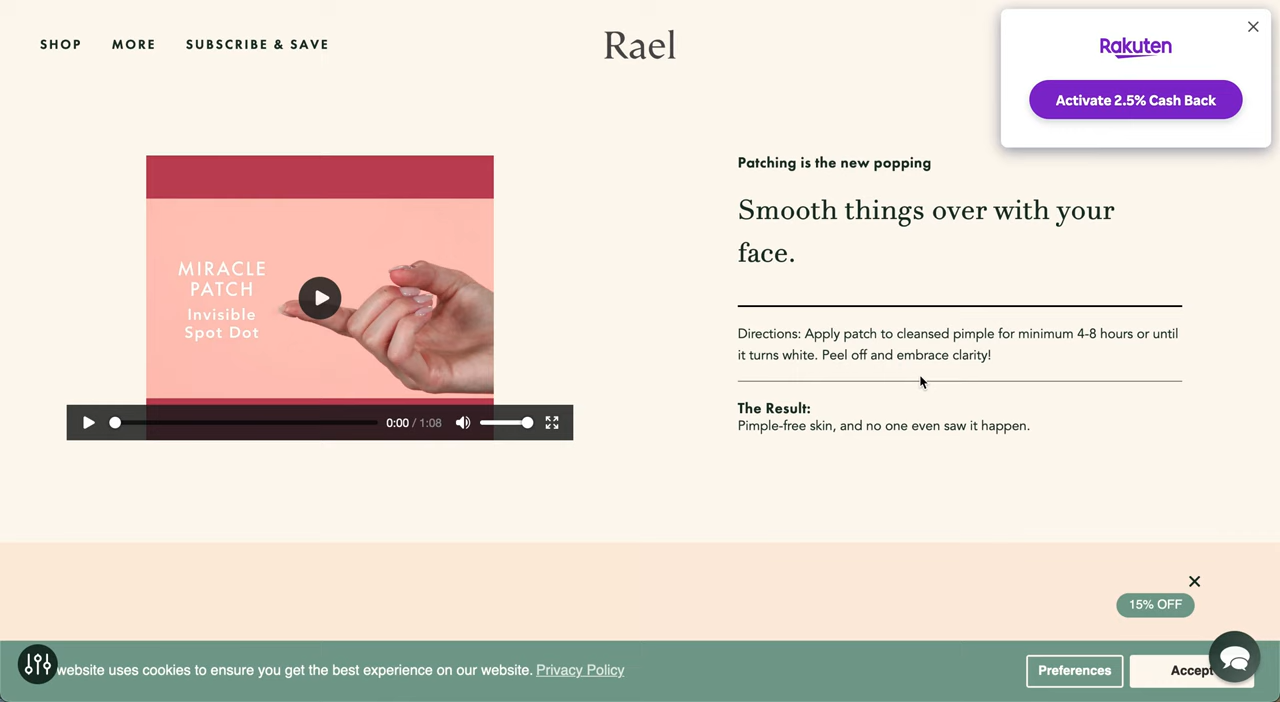 SHOP MORE SUBSCRIBE & SAVE
Rael
Rakuten
Activate 2.5% Cash Back
MIRACLE
PATCH
Invisible
Spot Dot
0:00 / 1:08
Patching is the new popping
Smooth things over with your
face.
Directions: Apply patch to cleansed pimple for minimum 4-8 hours or until
it turns white. Peel off and embrace clarity!
The Result:
Pimple-free skin, and no one even saw it happen.
15% OFF
website uses cookies to ensure you get the best experience on our website. Privacy Policy
Preferences
Accept